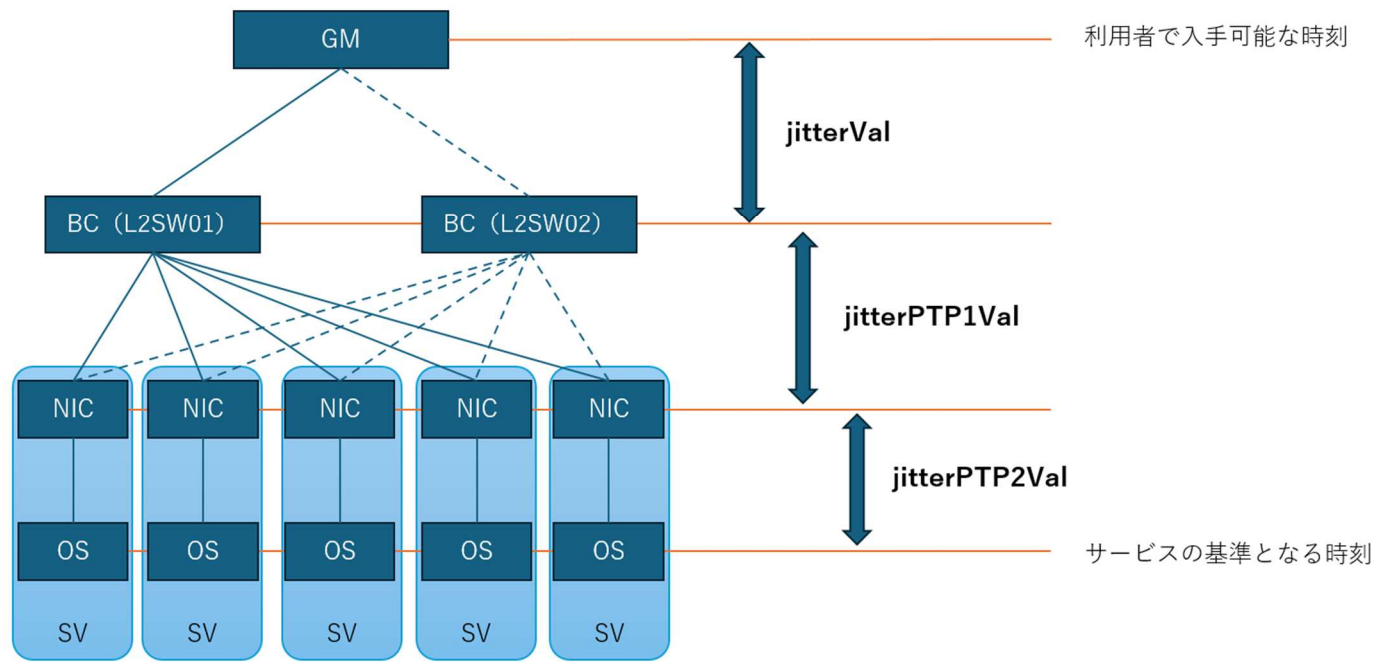 GM
利用者で入手可能な時刻
jitterVal
BC（L2SW01）
BC（L2SW02）
jitterPTP1Val
NIC
NIC
NIC
NIC
NIC
jitterPTP2Val
OS
OS
OS
OS
OS
サービスの基準となる時刻
SV
SV
SV
SV
SV